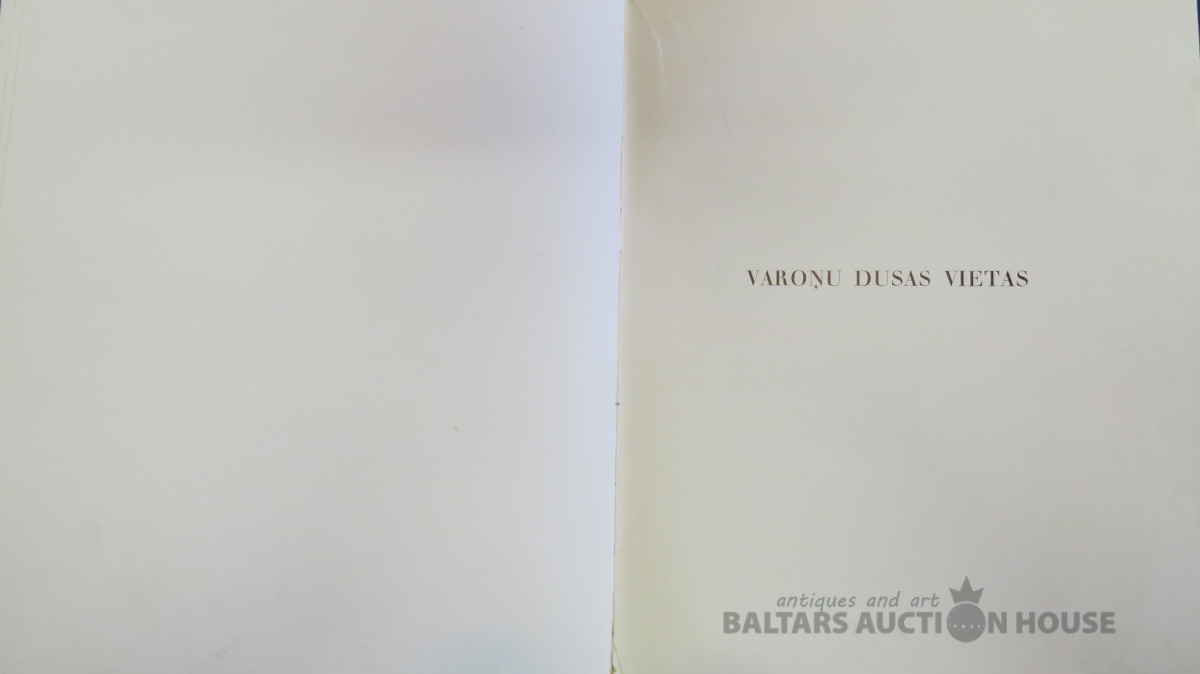 VAROŅU DUSAS VIETAS
antiques and art
BALTARS AUCTION HOUSE